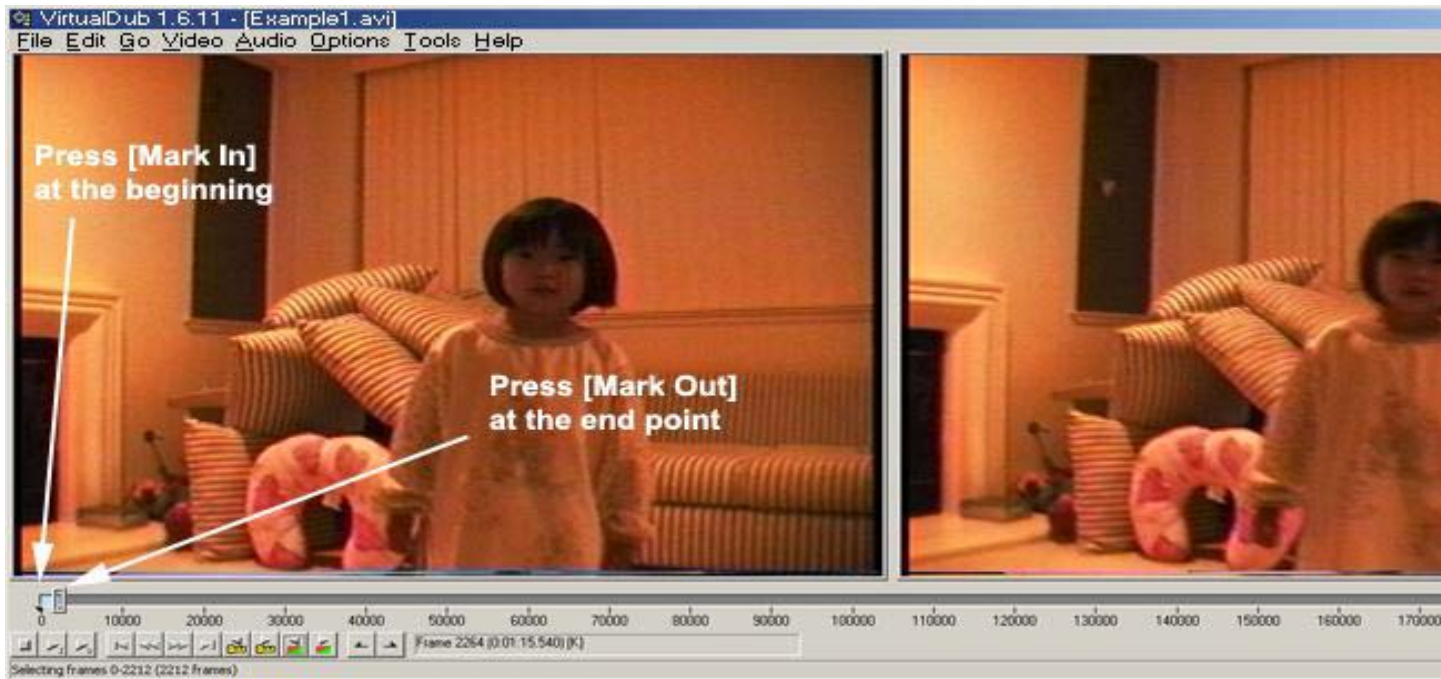 VirtualDub 1.6.11 - [Example1.avi]
File Edit Go Video Audio Options Tools Help
Press [Mark In]
at the beginning
Press [Mark Out]
at the end point
0 10000 20000 30000 40000 50000 60000 70000 80000 90000 100000 110000 120000 130000 140000 150000 160000 170000
Frame 2264 (0:01:15.540) [K]
Selecting frames 0-2212 (2212 frames)